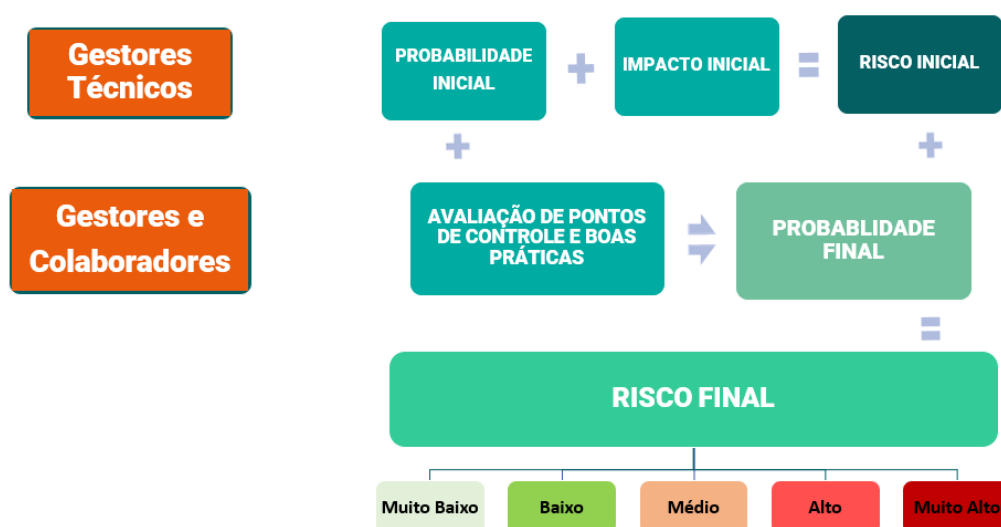 Gestores
Técnicos
PROBABILIDADE
INICIAL
+
IMPACTO INICIAL
=
RISCO INICIAL
+
+
Gestores e
Colaboradores
AVALIAÇÃO DE PONTOS
DE CONTROLE E BOAS
PRÁTICAS
PROBABLIDADE
FINAL
=
RISCO FINAL
Muito Baixo
Baixo
Médio
Alto
Muito Alto